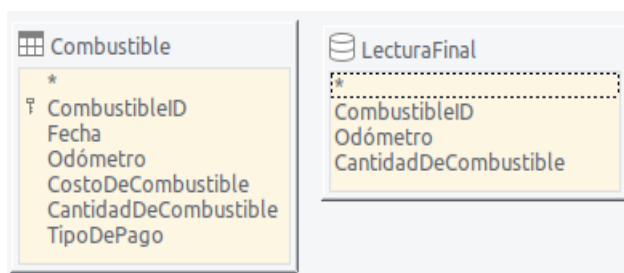 Combustible
*
CombustibleID
Fecha
Odómetro
CostoDeCombustible
CantidadDeCombustible
TipoDePago
LecturaFinal
*
CombustibleID
Odómetro
CantidadDeCombustible